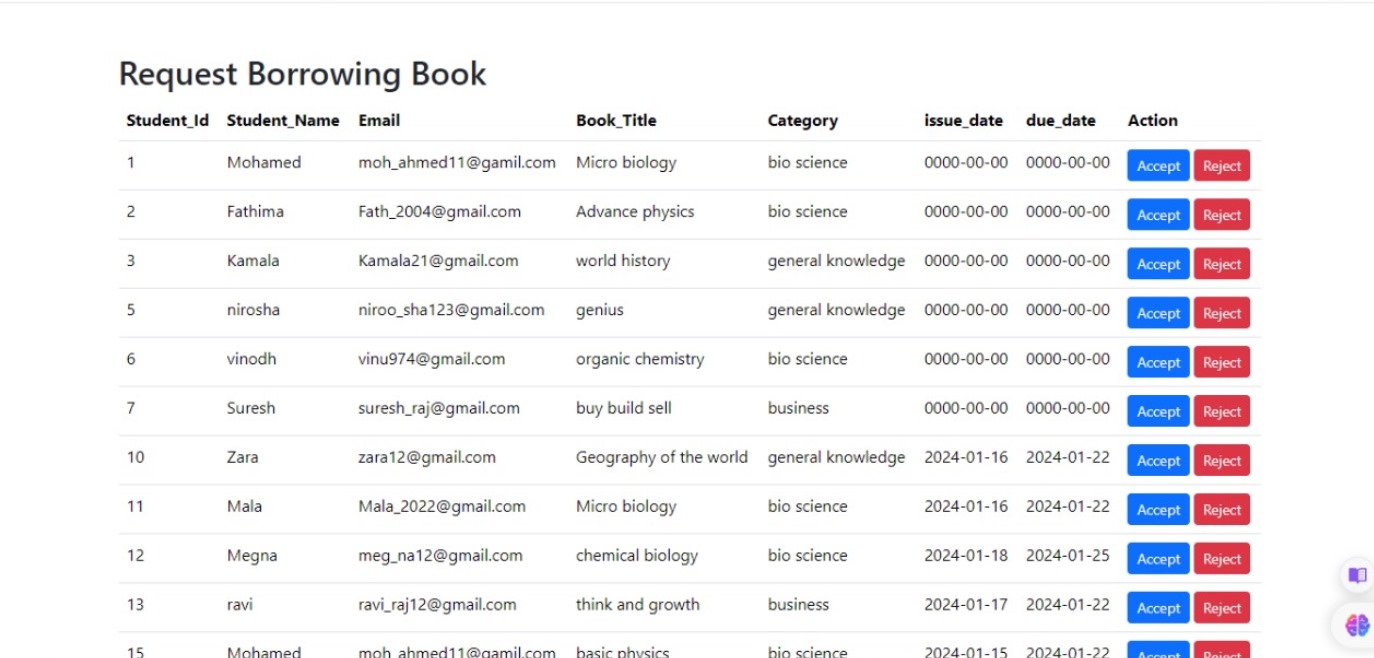 Request Borrowing Book
Student_Id Student_Name Email Book_Title Category issue_date due_date Action
1 Mohamed moh_ahmed11@gamil.com Micro biology bio science 0000-00-00 0000-00-00 Accept Reject
2 Fathima Fath_2004@gmail.com Advance physics bio science 0000-00-00 0000-00-00 Accept Reject
3 Kamala Kamala21@gmail.com world history general knowledge 0000-00-00 0000-00-00 Accept Reject
5 nirosha niroo_sha123@gmail.com genius general knowledge 0000-00-00 0000-00-00 Accept Reject
6 vinodh vinu974@gmail.com organic chemistry bio science 0000-00-00 0000-00-00 Accept Reject
7 Suresh suresh_raj@gmail.com buy build sell business 0000-00-00 0000-00-00 Accept Reject
10 Zara zara12@gmail.com Geography of the world general knowledge 2024-01-16 2024-01-22 Accept Reject
11 Mala Mala_2022@gmail.com Micro biology bio science 2024-01-16 2024-01-22 Accept Reject
12 Megna meg_na12@gmail.com chemical biology bio science 2024-01-18 2024-01-25 Accept Reject
13 ravi ravi_raj12@gmail.com think and growth business 2024-01-17 2024-01-22 Accept Reject
15 Mohamed moh_ahmed11@gamil.com basic physics bio science 2024-01-15 2024-01-22 Accept Reject